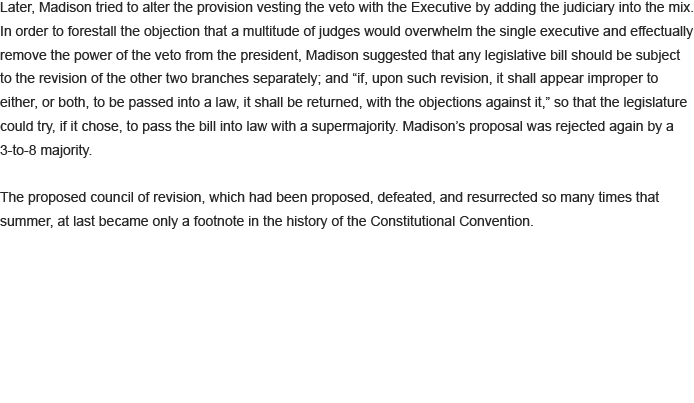 Later, Madison tried to alter the provision vesting the veto with the Executive by adding the judiciary into the mix.
In order to forestall the objection that a multitude of judges would overwhelm the single executive and effectually
remove the power of the veto from the president, Madison suggested that any legislative bill should be subject
to the revision of the other two branches separately; and “if, upon such revision, it shall appear improper to
either, or both, to be passed into a law, it shall be returned, with the objections against it,” so that the legislature
could try, if it chose, to pass the bill into law with a supermajority. Madison’s proposal was rejected again by a
3-to-8 majority.
The proposed council of revision, which had been proposed, defeated, and resurrected so many times that
summer, at last became only a footnote in the history of the Constitutional Convention.